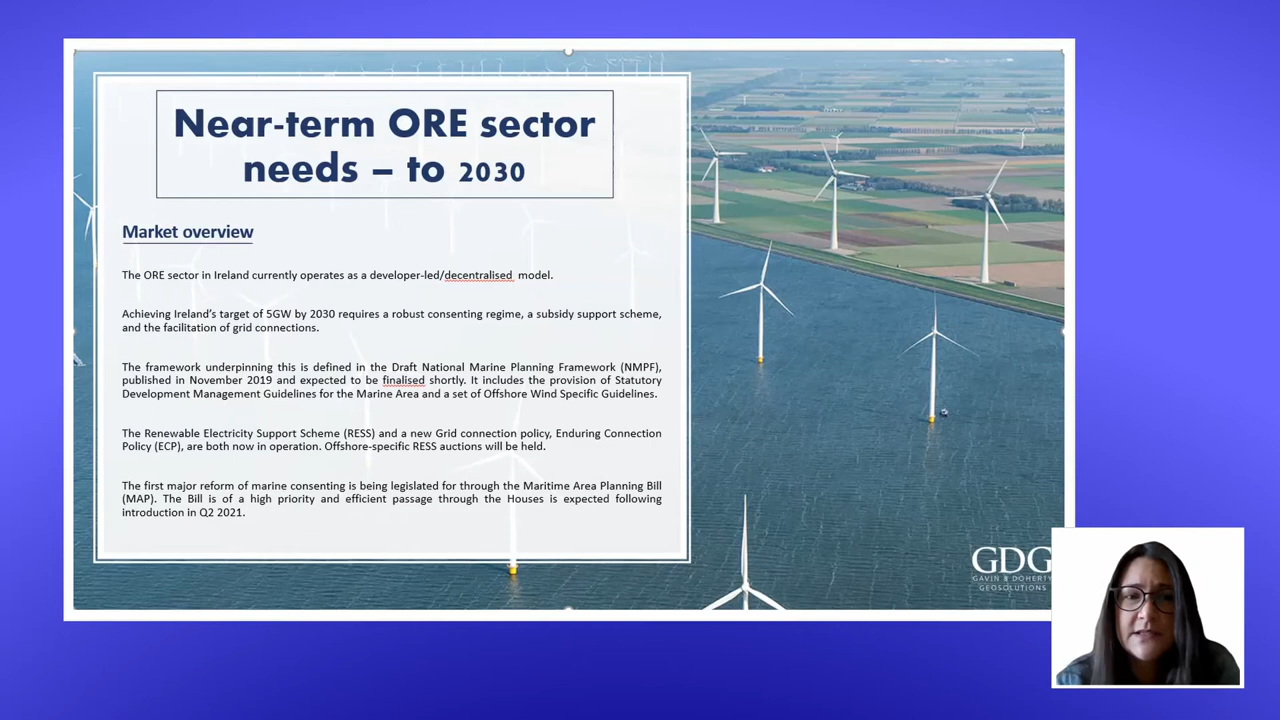 Near-term ORE sector
needs – to 2030
Market overview
The ORE sector in Ireland currently operates as a developer-led/decentralised model.
Achieving Ireland's target of 5GW by 2030 requires a robust consenting regime, a subsidy support scheme,
and the facilitation of grid connections.
The framework underpinning this is defined in the Draft National Marine Planning Framework (NMPF),
published in November 2019 and expected to be finalised shortly. It includes the provision of Statutory
Development Management Guidelines for the Marine Area and a set of Offshore Wind Specific Guidelines.
The Renewable Electricity Support Scheme (RESS) and a new Grid connection policy, Enduring Connection
Policy (ECP), are both now in operation. Offshore-specific RESS auctions will be held.
The first major reform of marine consenting is being legislated for through the Maritime Area Planning Bill
(MAP). The Bill is of a high priority and efficient passage through the Houses is expected following
introduction in Q2 2021.
GDG
GAVIN & DOHERTY
GEOSOLUTIONS